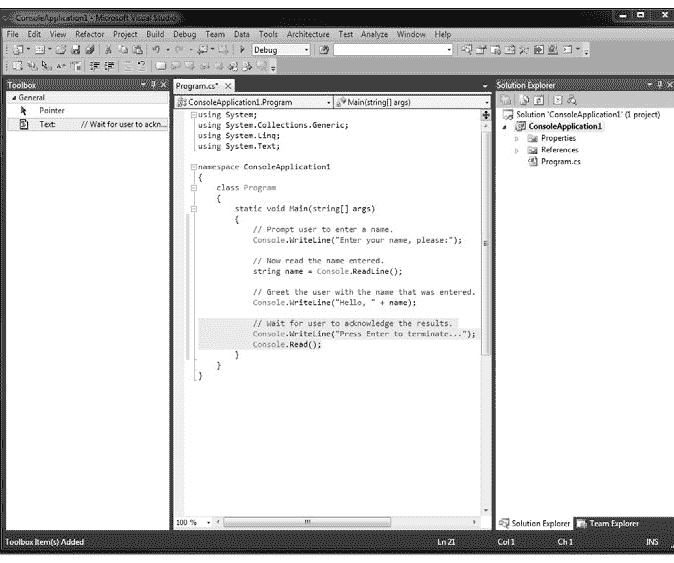 ConsoleApplication1 - Microsoft Visual Studio
File Edit View Refactor Project Build Debug Team Data Tools Architecture Test Analyze Window Help
Debug
Toolbox
General
Pointer
Text: // Wait for user to ackn...
Program.cs*
ConsoleApplication1.Program
Main(string[] args)
using System;
using System.Collections.Generic;
using System.Linq;
using System.Text;
namespace ConsoleApplication1
{
class Program
{
static void Main(string[] args)
{
// Prompt user to enter a name.
Console.WriteLine("Enter your name, please:");
// Now read the name entered.
string name = Console.ReadLine();
// Greet the user with the name that was entered.
Console.WriteLine("Hello, " + name);
// Wait for user to acknowledge the results.
Console.WriteLine("Press Enter to terminate...");
Console.Read();
}
}
}
100 %
Solution Explorer
Solution 'ConsoleApplication1' (1 project)
ConsoleApplication1
Properties
References
Program.cs
Solution Explorer Team Explorer
Toolbox Item(s) Added Ln 21 Col 1 Ch 1 INS